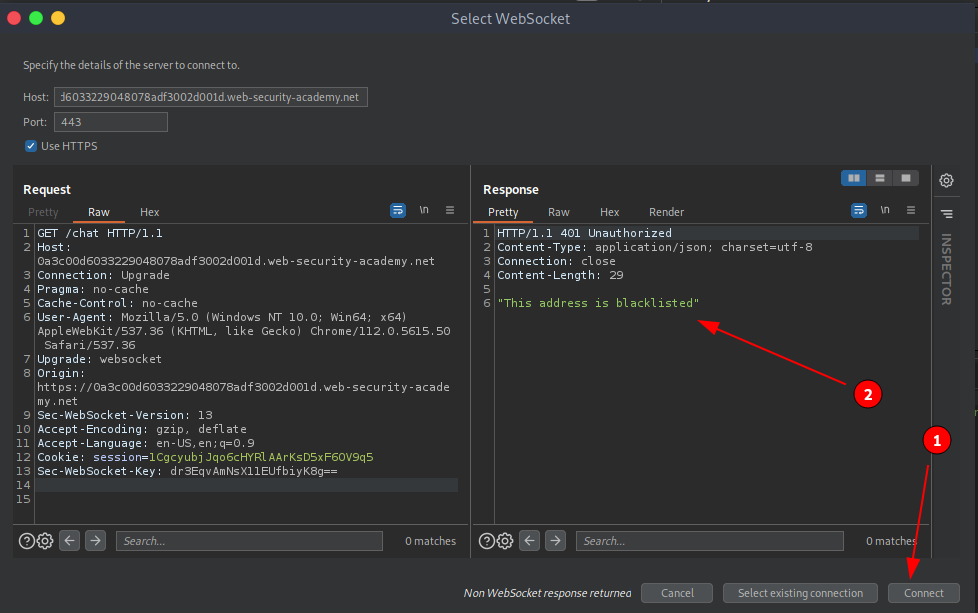 Select WebSocket
Specify the details of the server to connect to.
Host: d6033229048078adf3002d001d.web-security-academy.net
Port: 443
Use HTTPS
Request
Pretty Raw Hex \n
1 GET /chat HTTP/1.1
2 Host:
0a3c00d6033229048078adf3002d001d.web-security-academy.net
3 Connection: Upgrade
4 Pragma: no-cache
5 Cache-Control: no-cache
6 User-Agent: Mozilla/5.0 (Windows NT 10.0; Win64; x64)
AppleWebKit/537.36 (KHTML, like Gecko) Chrome/112.0.5615.50
Safari/537.36
7 Upgrade: websocket
8 Origin:
https://0a3c00d6033229048078adf3002d001d.web-security-acade
my.net
9 Sec-WebSocket-Version: 13
10 Accept-Encoding: gzip, deflate
11 Accept-Language: en-US,en;q=0.9
12 Cookie: session=1CgcyubjJqo6cHYRlAArKsD5xF60V9q5
13 Sec-WebSocket-Key: dr3EqvAmNsX11EUfbiyK8g==
14
15
Search...
0 matches
Response
Pretty Raw Hex Render \n
1 HTTP/1.1 401 Unauthorized
2 Content-Type: application/json; charset=utf-8
3 Connection: close
4 Content-Length: 29
5
6 "This address is blacklisted"
2
1
Search...
0 matches
INSPECTOR
Non WebSocket response returned
Cancel
Select existing connection
Connect